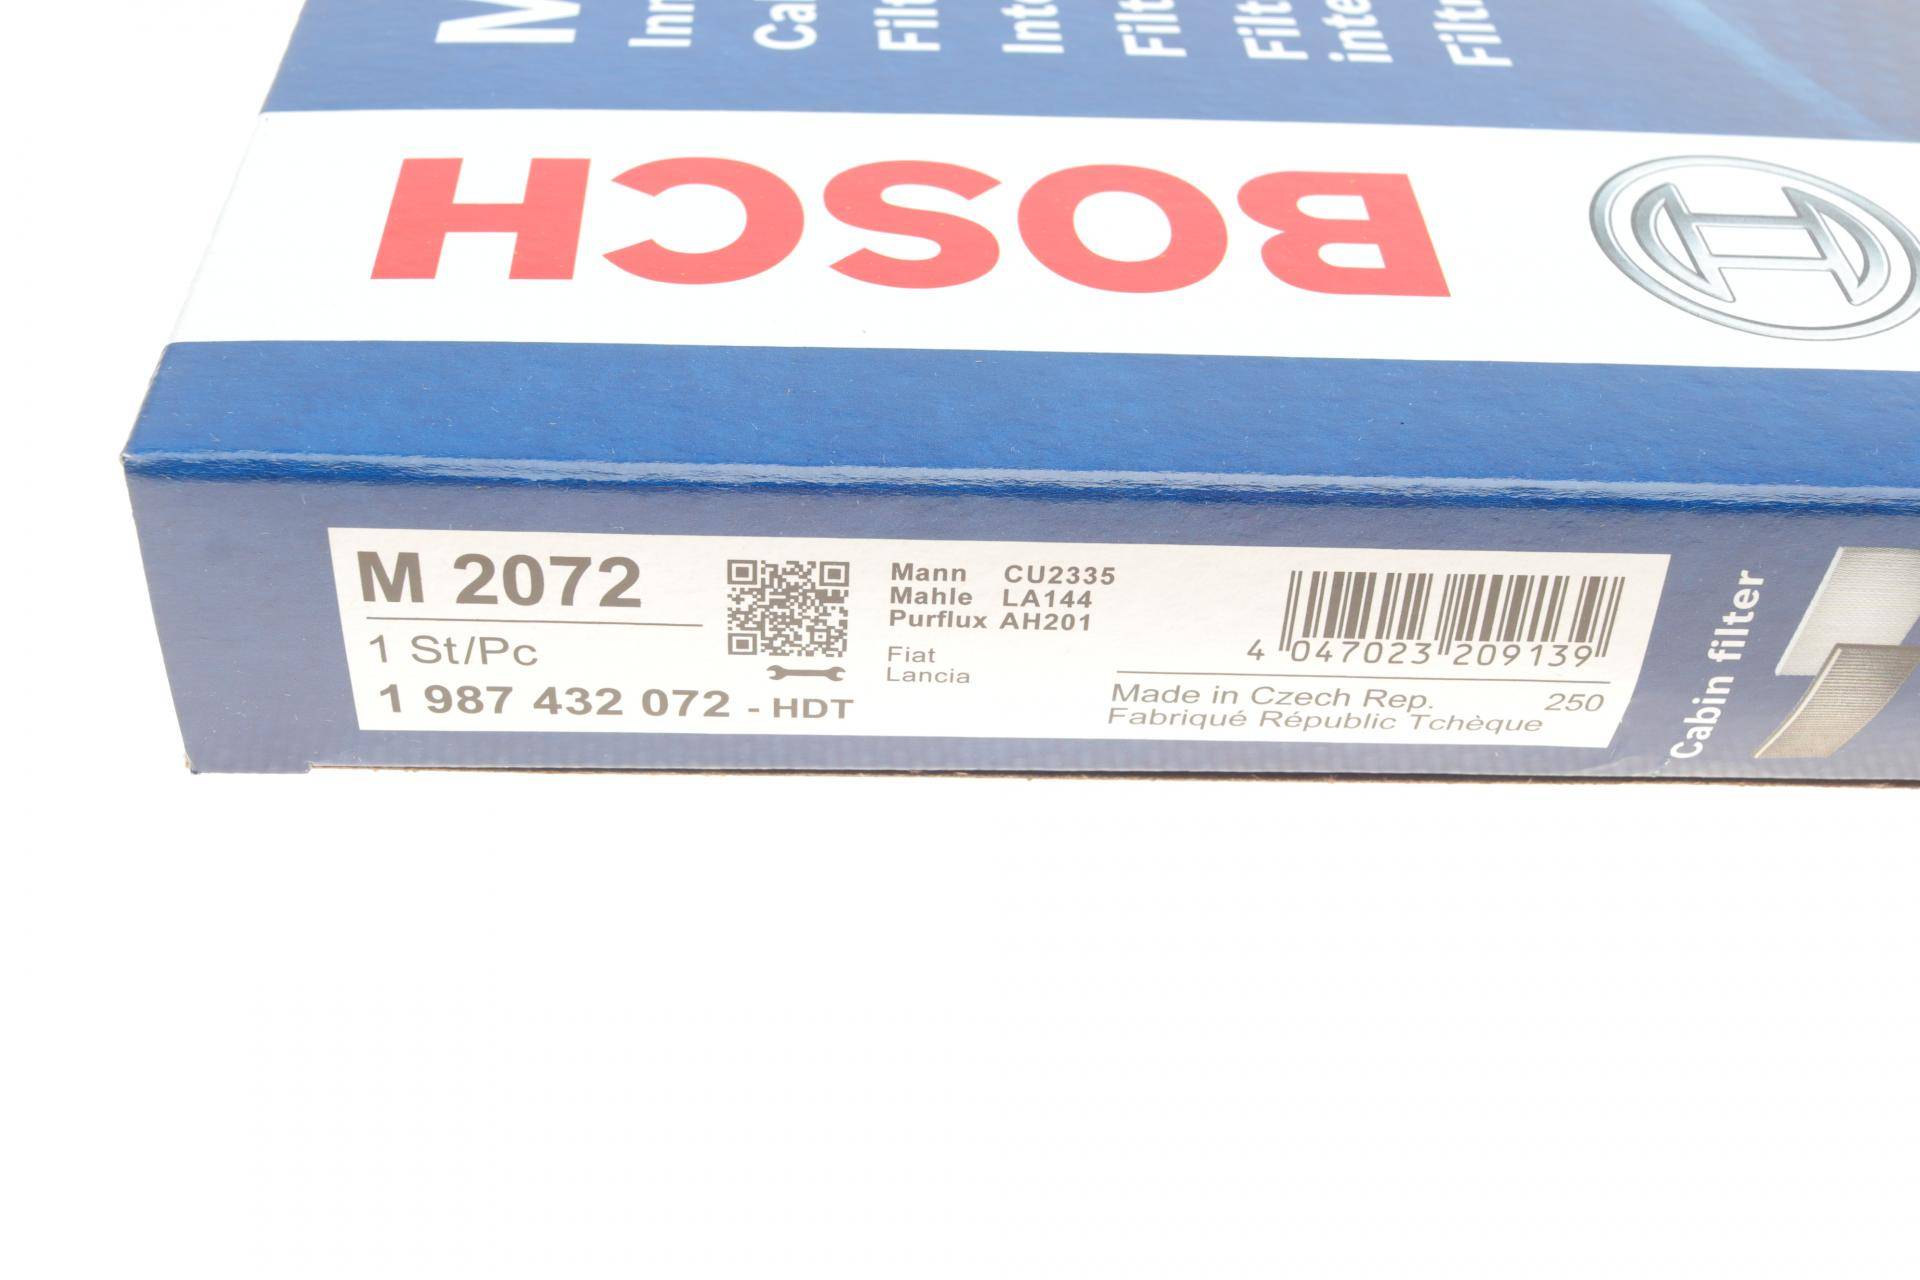 BOSCH
M 2072
1 St/Pc
1 987 432 072 - HDT
Mann CU2335
Mahle LA144
Purflux AH201
Fiat
Lancia
4 047023 209139
Made in Czech Rep. 250
Fabriqué Républic Tchèque
Cabin filter